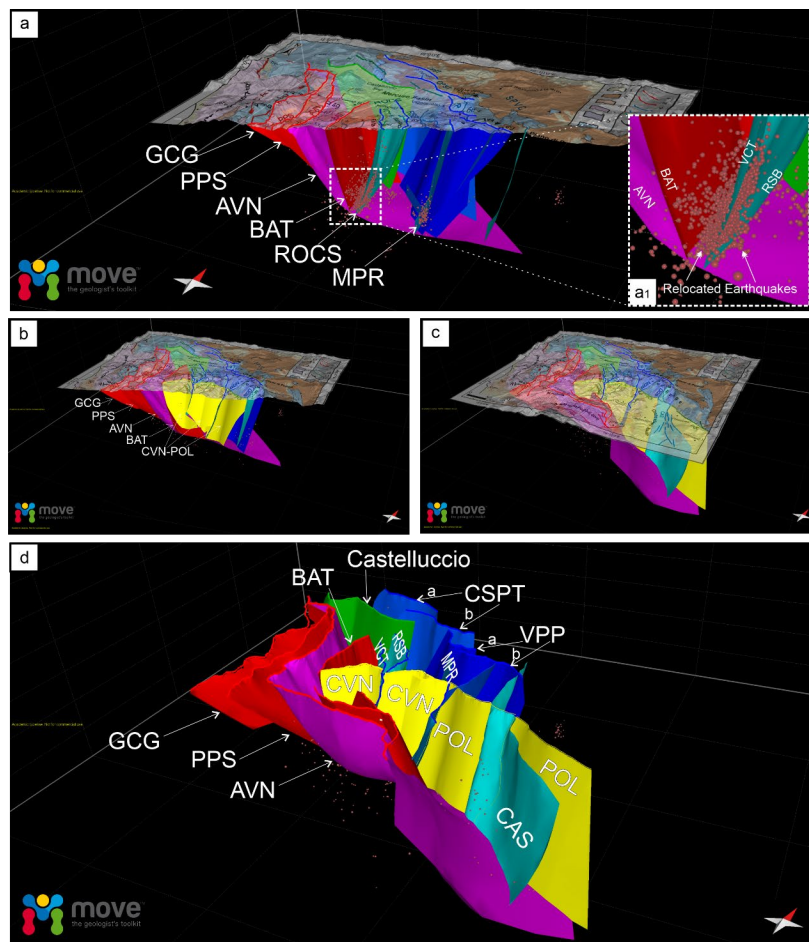 a
GCG
PPS
AVN
BAT
ROCS
MPR
move
the geologist's toolkit
AVN
BAT
VCT
RSB
a1
Relocated Earthquakes
b
GCG
PPS
AVN
BAT
CVN-POL
move
c
move
d
BAT
Castelluccio
a
CSPT
b
a
VPP
b
VCT
RSB
MPR
CVN
CVN
POL
POL
CAS
GCG
PPS
AVN
move
the geologist's toolkit